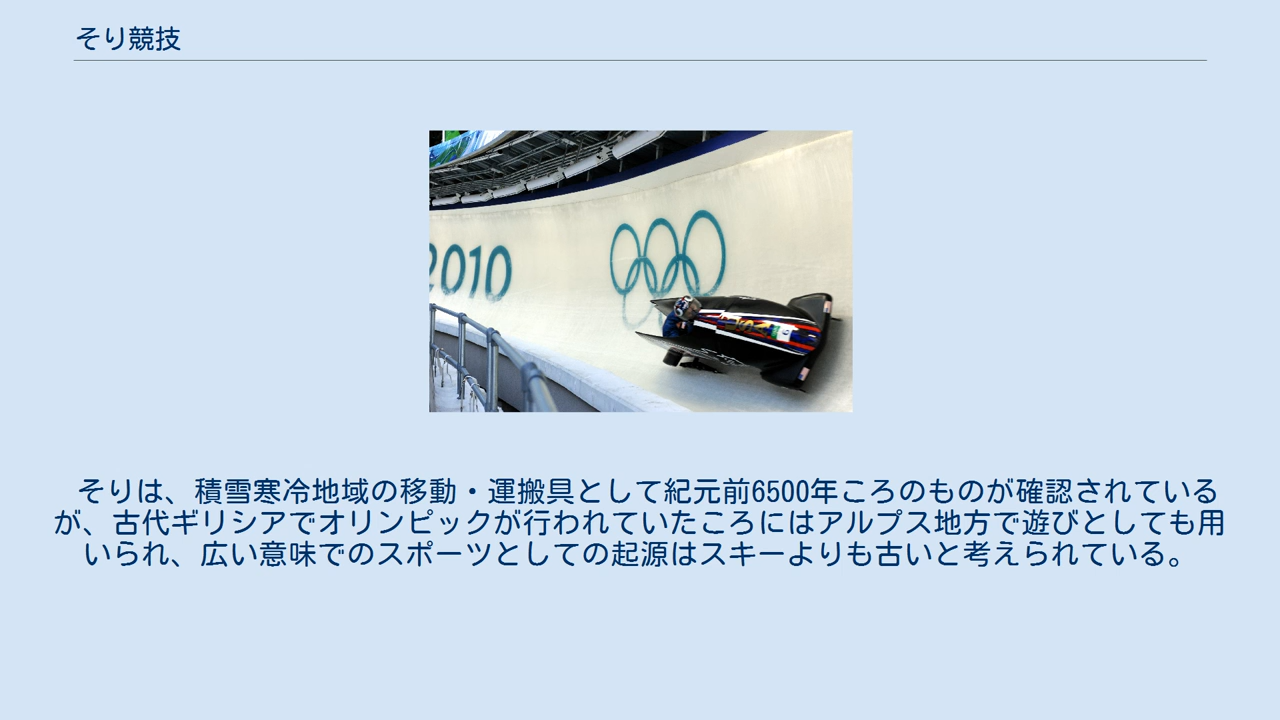 そり競技
2010
そりは、積雪寒冷地域の移動・運搬具として紀元前6500年ころのものが確認されている
が、古代ギリシアでオリンピックが行われていたころにはアルプス地方で遊びとしても用
いられ、広い意味でのスポーツとしての起源はスキーよりも古いと考えられている。